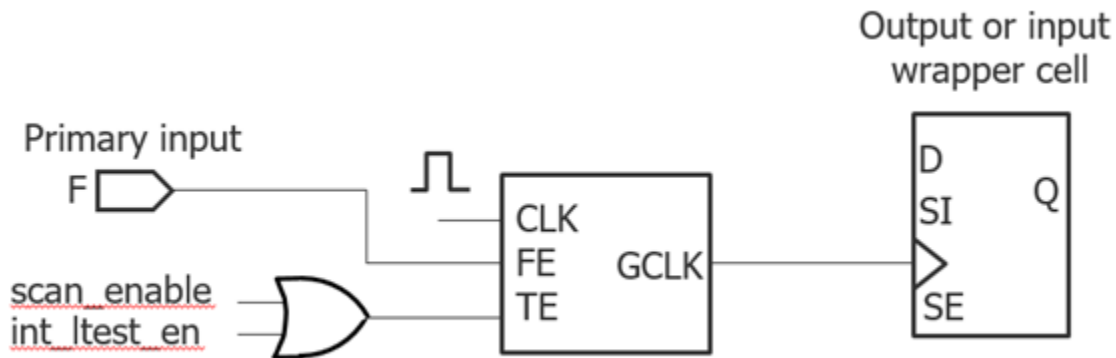 Output or input
wrapper cell
Primary input
F
scan_enable
int_ltest_en
CLK
FE
TE
GCLK
D
SI
SE
Q